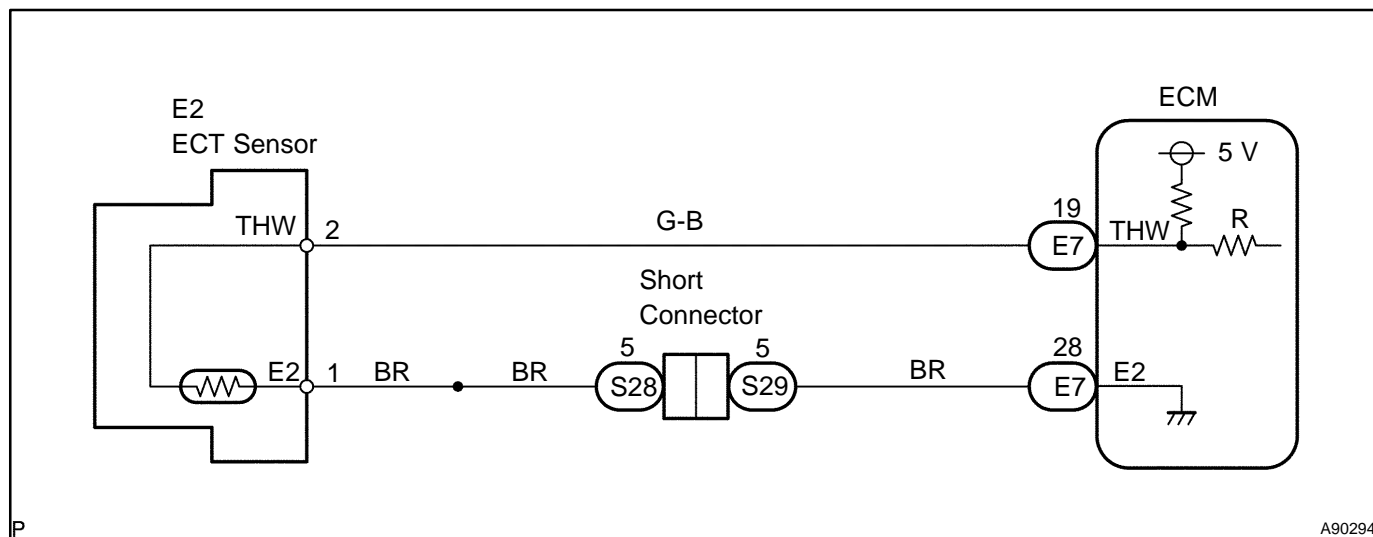 E2
ECT Sensor
ECM
5 V
THW
2
G-B
19
E7
THW
R
Short
Connector
E2
1
BR
BR
5
S28
5
S29
BR
28
E7
E2
P
A90294